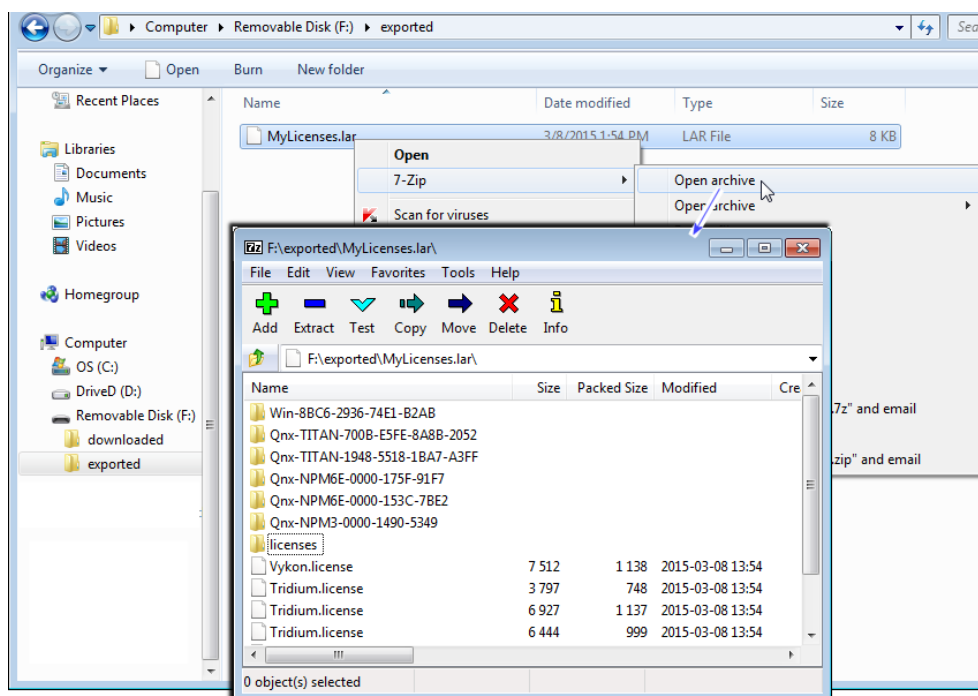 Computer ▸ Removable Disk (F:) ▸ exported
Organize Open Burn New folder
Recent Places
Libraries
Documents
Music
Pictures
Videos
Homegroup
Computer
OS (C:)
DriveD (D:)
Removable Disk (F:)
downloaded
exported
Name Date modified Type Size
MyLicenses.lar 3/8/2015 1:54 PM LAR File 8 KB
Open
7-Zip
Scan for viruses
Open archive
Open archive
.7z" and email
.zip" and email
7z F:\exported\MyLicenses.lar\
File Edit View Favorites Tools Help
Add Extract Test Copy Move Delete Info
F:\exported\MyLicenses.lar\
Name Size Packed Size Modified Cre
Win-8BC6-2936-74E1-B2AB
Qnx-TITAN-700B-E5FE-8A8B-2052
Qnx-TITAN-1948-5518-1BA7-A3FF
Qnx-NPM6E-0000-175F-91F7
Qnx-NPM6E-0000-153C-7BE2
Qnx-NPM3-0000-1490-5349
licenses
Vykon.license 7 512 1 138 2015-03-08 13:54
Tridium.license 3 797 748 2015-03-08 13:54
Tridium.license 6 927 1 137 2015-03-08 13:54
Tridium.license 6 444 999 2015-03-08 13:54
0 object(s) selected